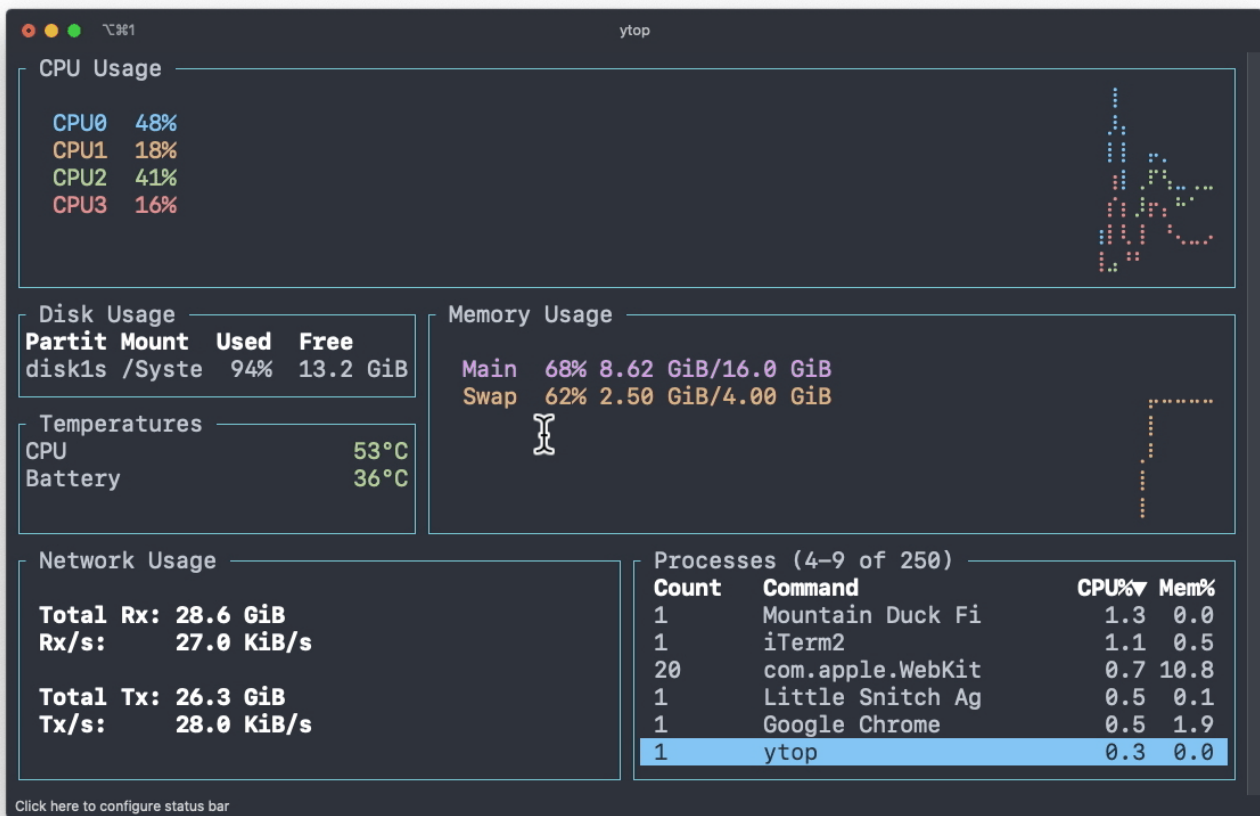 ⌥⌘1
ytop
CPU Usage
CPU0 48%
CPU1 18%
CPU2 41%
CPU3 16%
Disk Usage
Partit Mount Used Free
disk1s /Syste 94% 13.2 GiB
Memory Usage
Main 68% 8.62 GiB/16.0 GiB
Swap 62% 2.50 GiB/4.00 GiB
Temperatures
CPU 53°C
Battery 36°C
Network Usage
Total Rx: 28.6 GiB
Rx/s: 27.0 KiB/s
Total Tx: 26.3 GiB
Tx/s: 28.0 KiB/s
Processes (4–9 of 250)
Count Command CPU%▼ Mem%
1 Mountain Duck Fi 1.3 0.0
1 iTerm2 1.1 0.5
20 com.apple.WebKit 0.7 10.8
1 Little Snitch Ag 0.5 0.1
1 Google Chrome 0.5 1.9
1 ytop 0.3 0.0
Click here to configure status bar